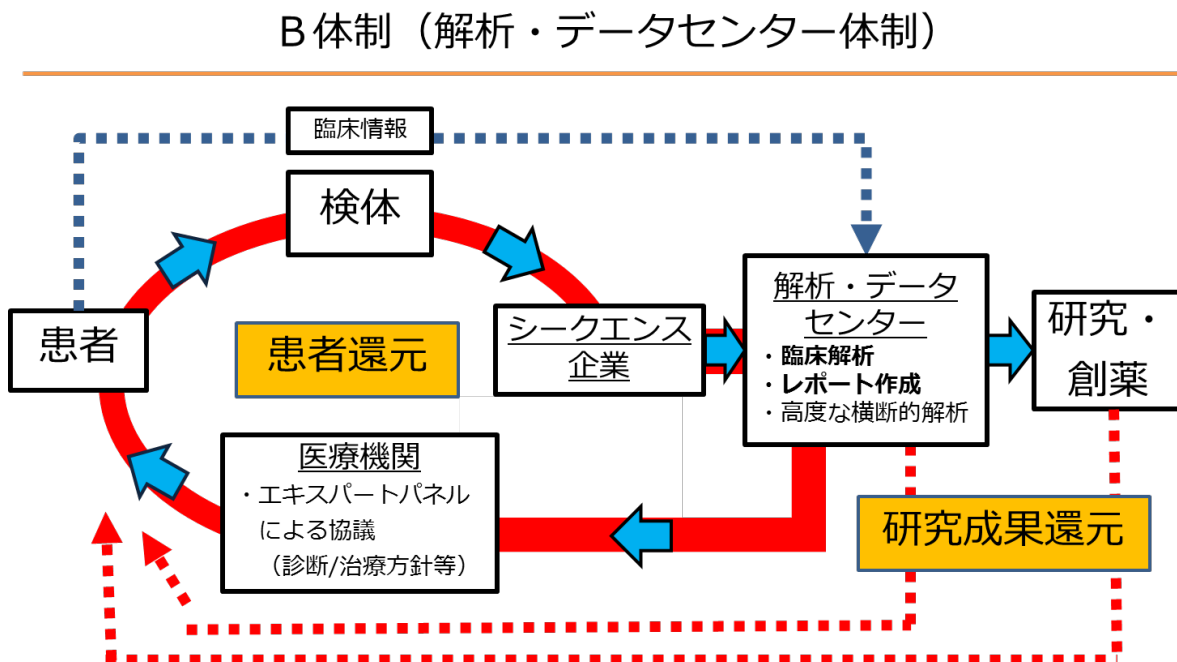 B体制（解析・データセンター体制）
臨床情報
検体
患者
患者還元
シークエンス
企業
解析・データ
センター
・臨床解析
・レポート作成
・高度な横断的解析
研究・
創薬
医療機関
・エキスパートパネル
による協議
（診断/治療方針等）
研究成果還元